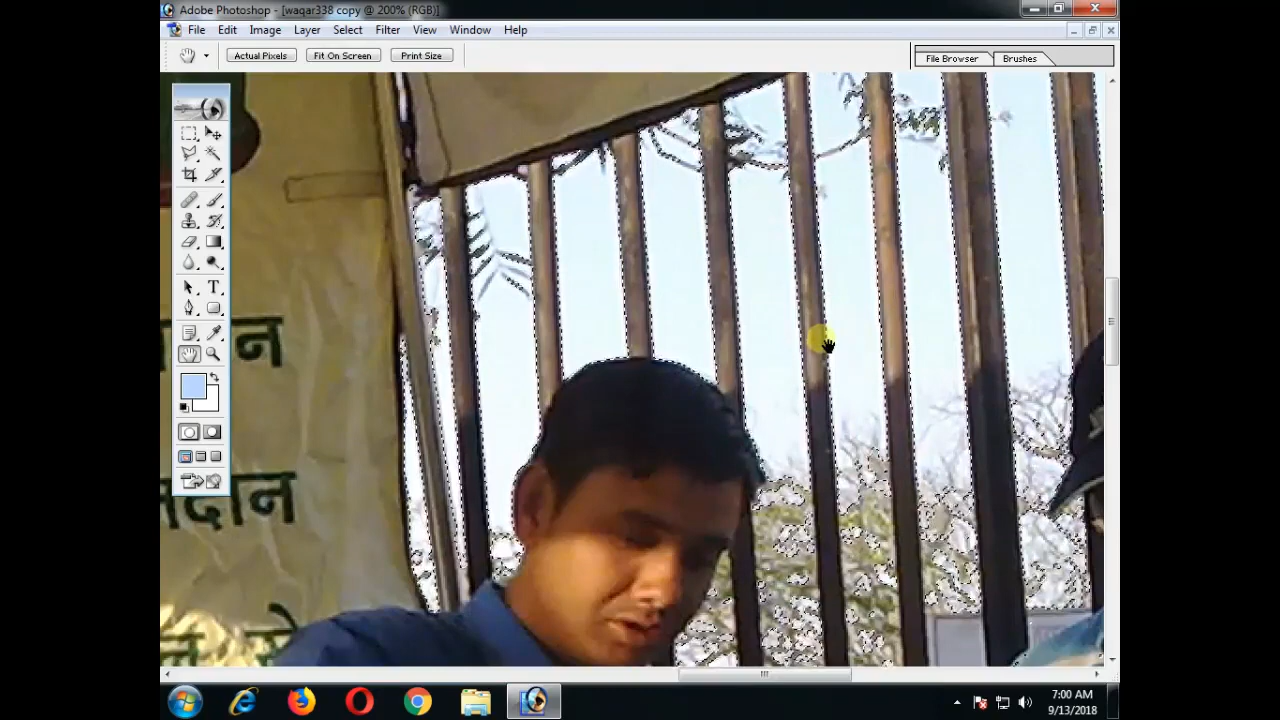 Adobe Photoshop - [waqar338 copy @ 200% (RGB)]
File Edit Image Layer Select Filter View Window Help
Actual Pixels Fit On Screen Print Size
File Browser Brushes
T
न
दान
7:00 AM
9/13/2018